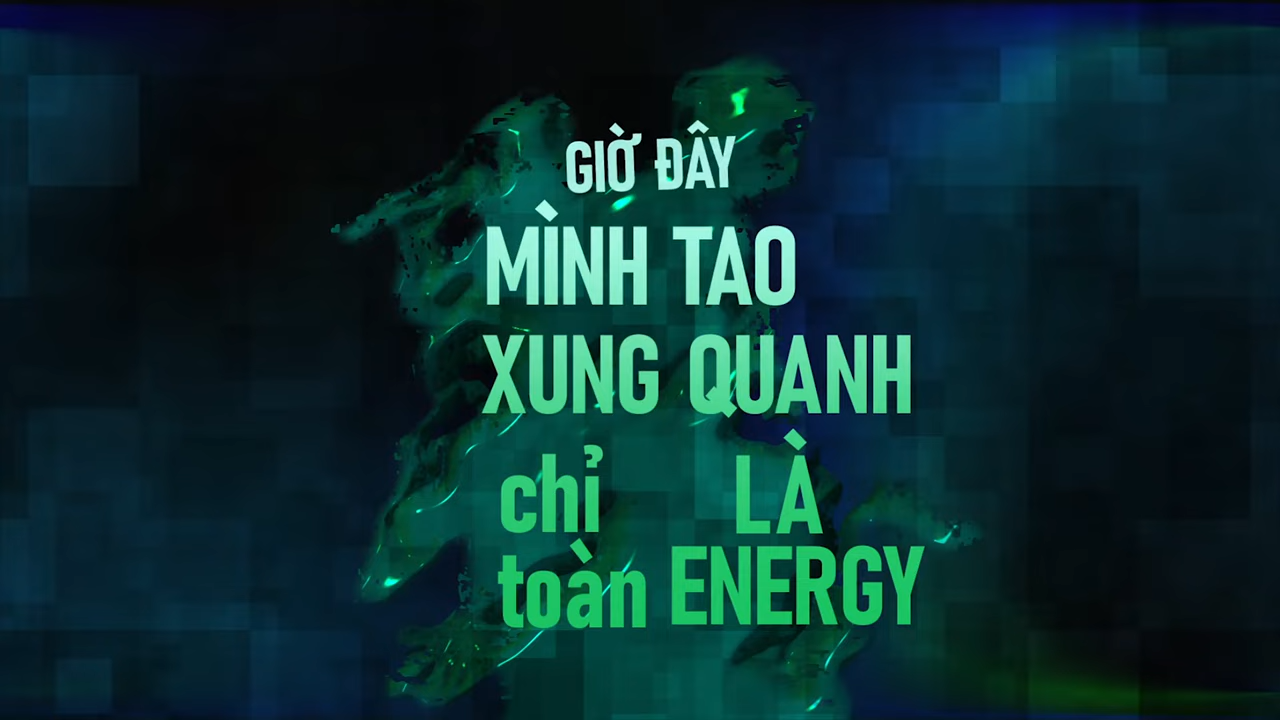 GIỜ ĐÂY
MÌNH TAO
XUNG QUANH
chỉ LÀ
toàn ENERGY